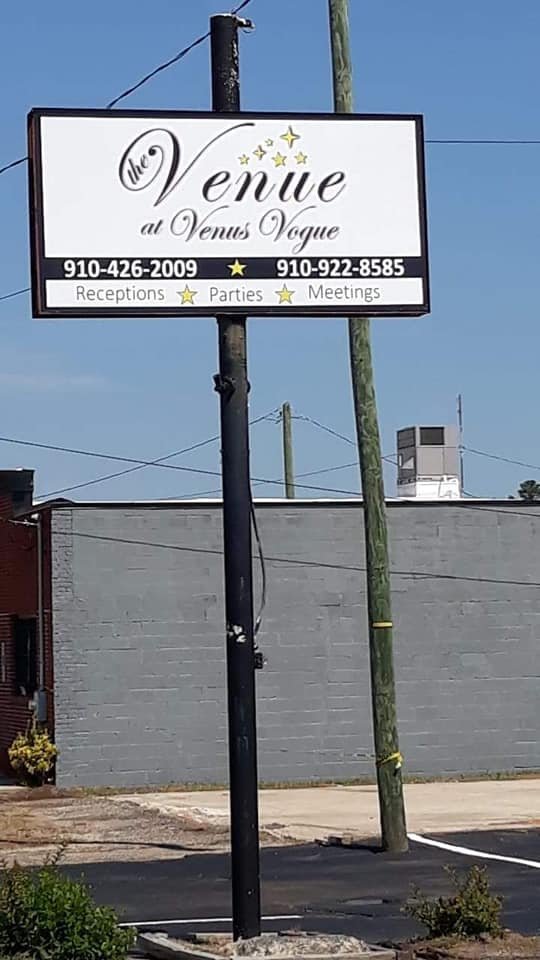 the Venue
at Venus Vogue
910-426-2009 910-922-8585
Receptions Parties Meetings